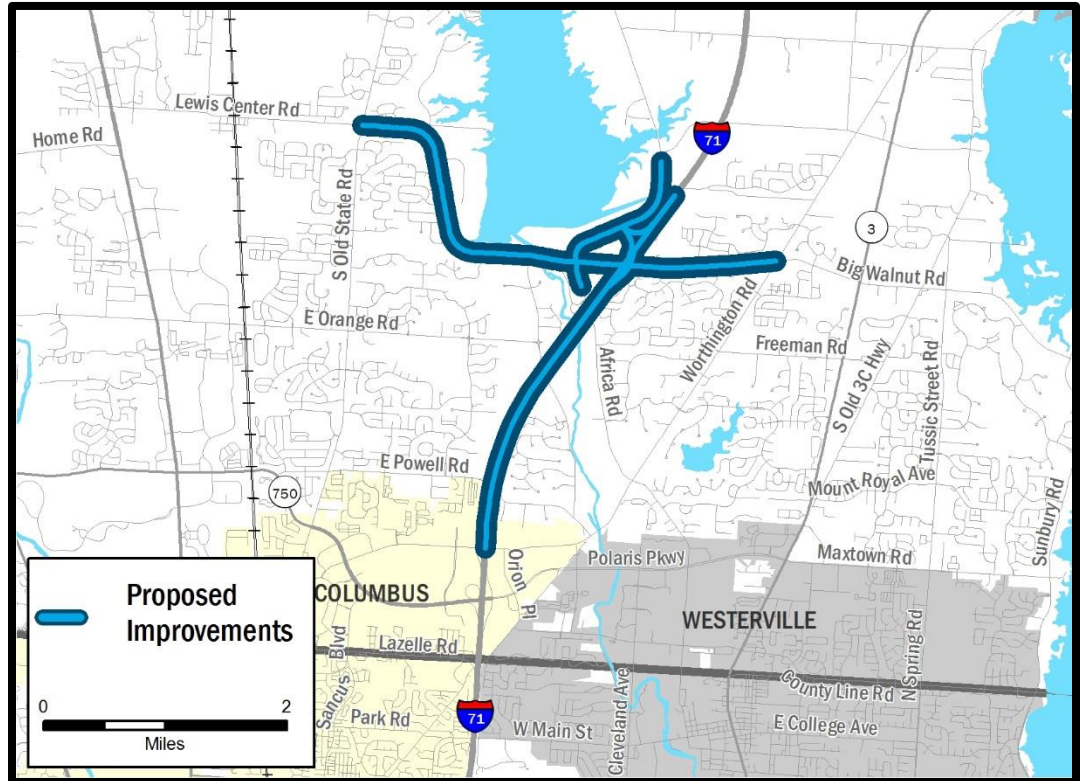 Lewis Center Rd
Home Rd
71
S Old State Rd
3
Big Walnut Rd
Worthington Rd
E Orange Rd
Freeman Rd
Africa Rd
S Old 3C Hwy
Tussic Street Rd
E Powell Rd
750
Mount Royal Ave
Sunbury Rd
Orion Pl
Polaris Pkwy
Maxtown Rd
COLUMBUS
WESTERVILLE
Proposed
Improvements
Lazelle Rd
Sancus Blvd
County Line Rd
N Spring Rd
0 2
Miles
Park Rd
71
W Main St
Cleveland Ave
E College Ave